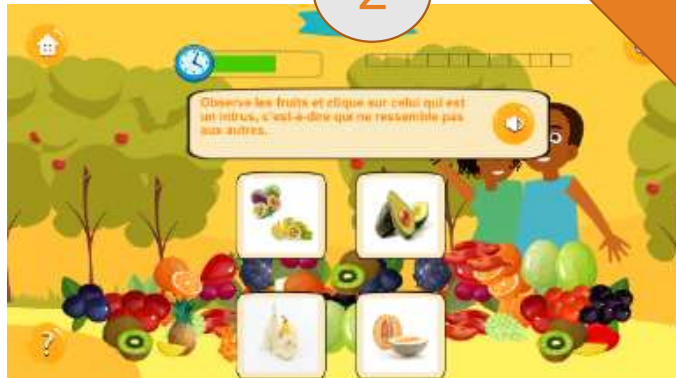 2
Observe les fruits et clique sur celui qui est
un intrus, c'est-à-dire qui ne ressemble pas
aux autres.
?